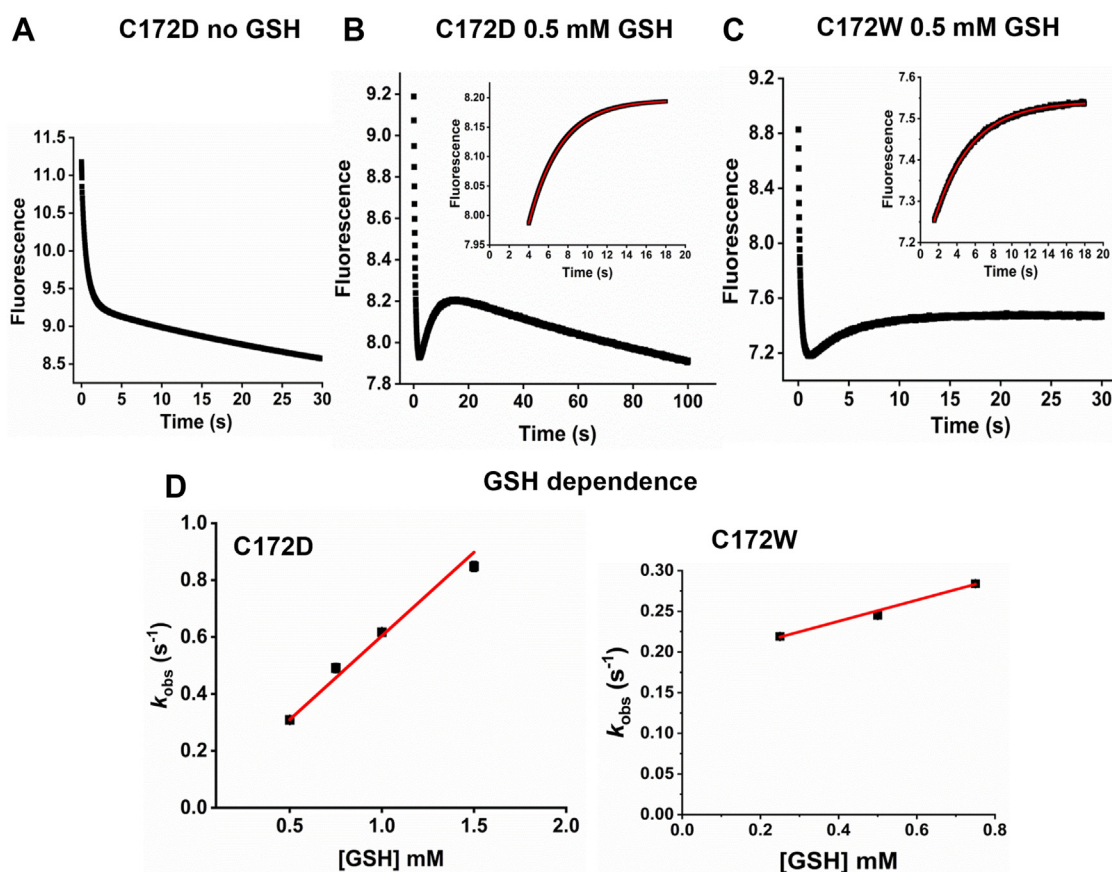 A C172D no GSH
B C172D 0.5 mM GSH
C C172W 0.5 mM GSH
11.5
11.0
10.5
10.0
9.5
9.0
8.5
Fluorescence
0 5 10 15 20 25 30
Time (s)
9.2
9.0
8.8
8.6
8.4
8.2
8.0
7.8
Fluorescence
0 20 40 60 80 100
Time (s)
8.20
8.15
8.10
8.05
8.00
7.95
Fluorescence
0 2 4 6 8 10 12 14 16 18 20
Time (s)
9.2
8.8
8.4
8.0
7.6
7.2
Fluorescence
0 5 10 15 20 25 30
Time (s)
7.6
7.5
7.4
7.3
7.2
Fluorescence
0 2 4 6 8 10 12 14 16 18 20
Time (s)
D GSH dependence
C172D
1.0
0.8
0.6
0.4
0.2
0.0
kobs (s-1)
0.5 1.0 1.5 2.0
[GSH] mM
C172W
0.30
0.25
0.20
0.15
0.10
0.05
0.00
kobs (s-1)
0.0 0.2 0.4 0.6 0.8
[GSH] mM